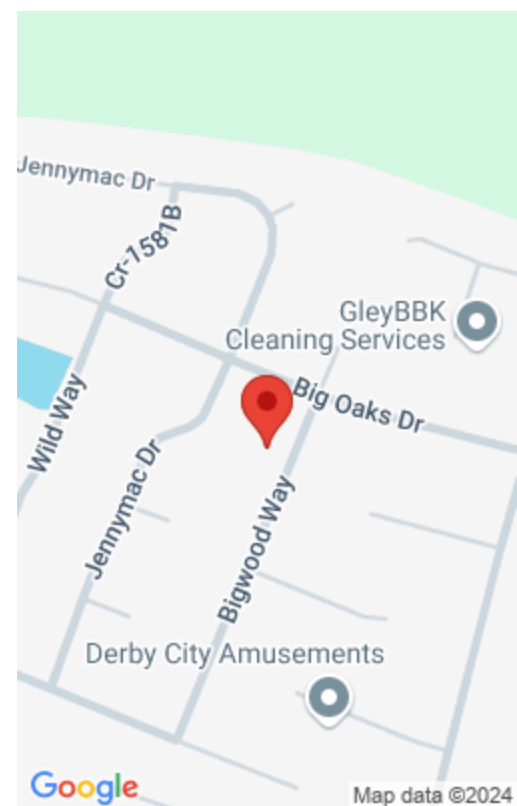 Jennymac Dr
Cr-1581B
GleyBBK
Cleaning Services
Big Oaks Dr
Wild Way
Jennymac Dr
Bigwood Way
Derby City Amusements
Google
Map data ©2024